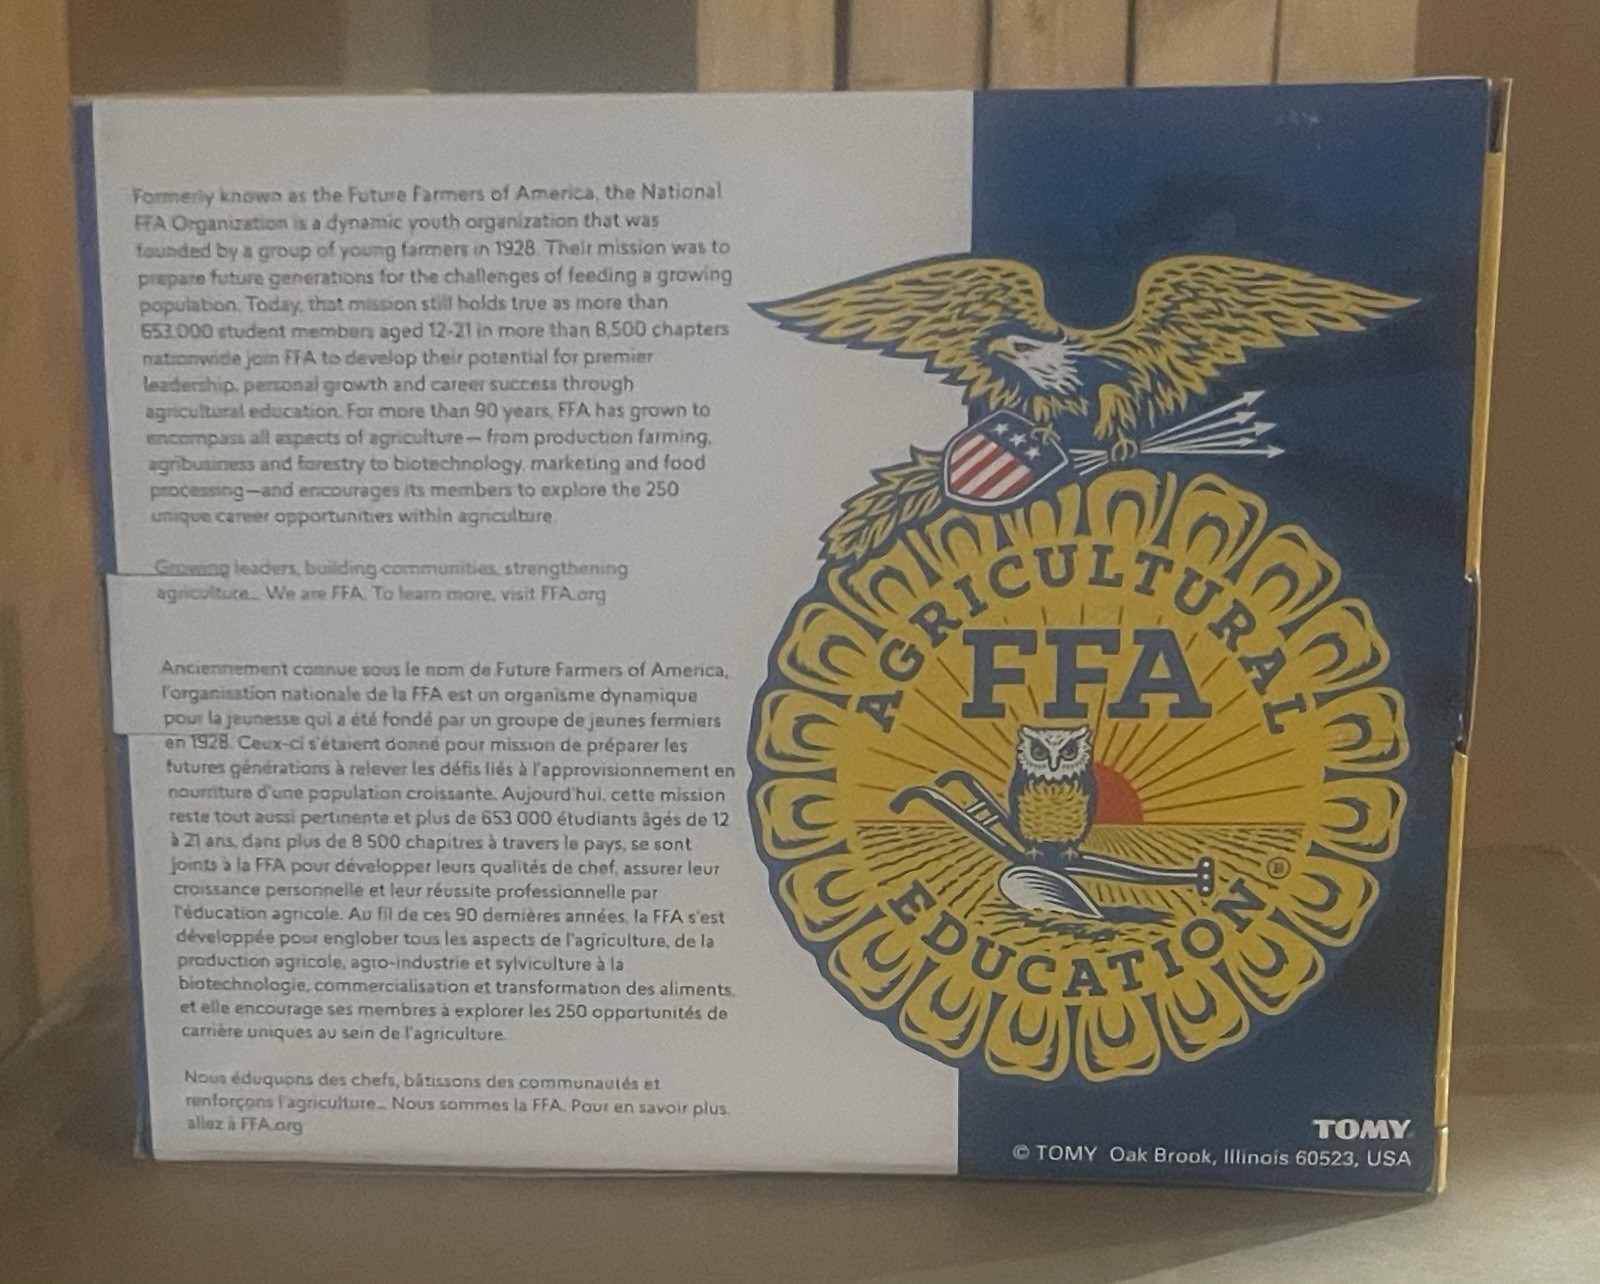 Formerly known as the Future Farmers of America, the National
FFA Organization is a dynamic youth organization that was
founded by a group of young farmers in 1928. Their mission was to
prepare future generations for the challenges of feeding a growing
population. Today, that mission still holds true as more than
653,000 student members aged 12-21 in more than 8,500 chapters
nationwide join FFA to develop their potential for premier
leadership, personal growth and career success through
agricultural education. For more than 90 years, FFA has grown to
encompass all aspects of agriculture — from production farming,
agribusiness and forestry to biotechnology, marketing and food
processing—and encourages its members to explore the 250
unique career opportunities within agriculture.
Growing leaders, building communities, strengthening
agriculture... We are FFA. To learn more, visit FFA.org
Anciennement connue sous le nom de Future Farmers of America,
l'organisation nationale de la FFA est un organisme dynamique
pour la jeunesse qui a été fondé par un groupe de jeunes fermiers
en 1928. Ceux-ci s'étaient donné pour mission de préparer les
futures générations à relever les défis liés à l'approvisionnement en
nourriture d'une population croissante. Aujourd'hui, cette mission
reste tout aussi pertinente et plus de 653 000 étudiants âgés de 12
à 21 ans, dans plus de 8 500 chapitres à travers le pays, se sont
joints à la FFA pour développer leurs qualités de chef, assurer leur
croissance personnelle et leur réussite professionnelle par
l'éducation agricole. Au fil de ces 90 dernières années, la FFA s'est
développée pour englober tous les aspects de l'agriculture, de la
production agricole, agro-industrie et sylviculture à la
biotechnologie, commercialisation et transformation des aliments,
et elle encourage ses membres à explorer les 250 opportunités de
carrière uniques au sein de l'agriculture.
Nous éduquons des chefs, bâtissons des communautés et
renforçons l'agriculture... Nous sommes la FFA. Pour en savoir plus,
allez à FFA.org
AGRICULTURAL
FFA
EDUCATION
®
TOMY
© TOMY Oak Brook, Illinois 60523, USA